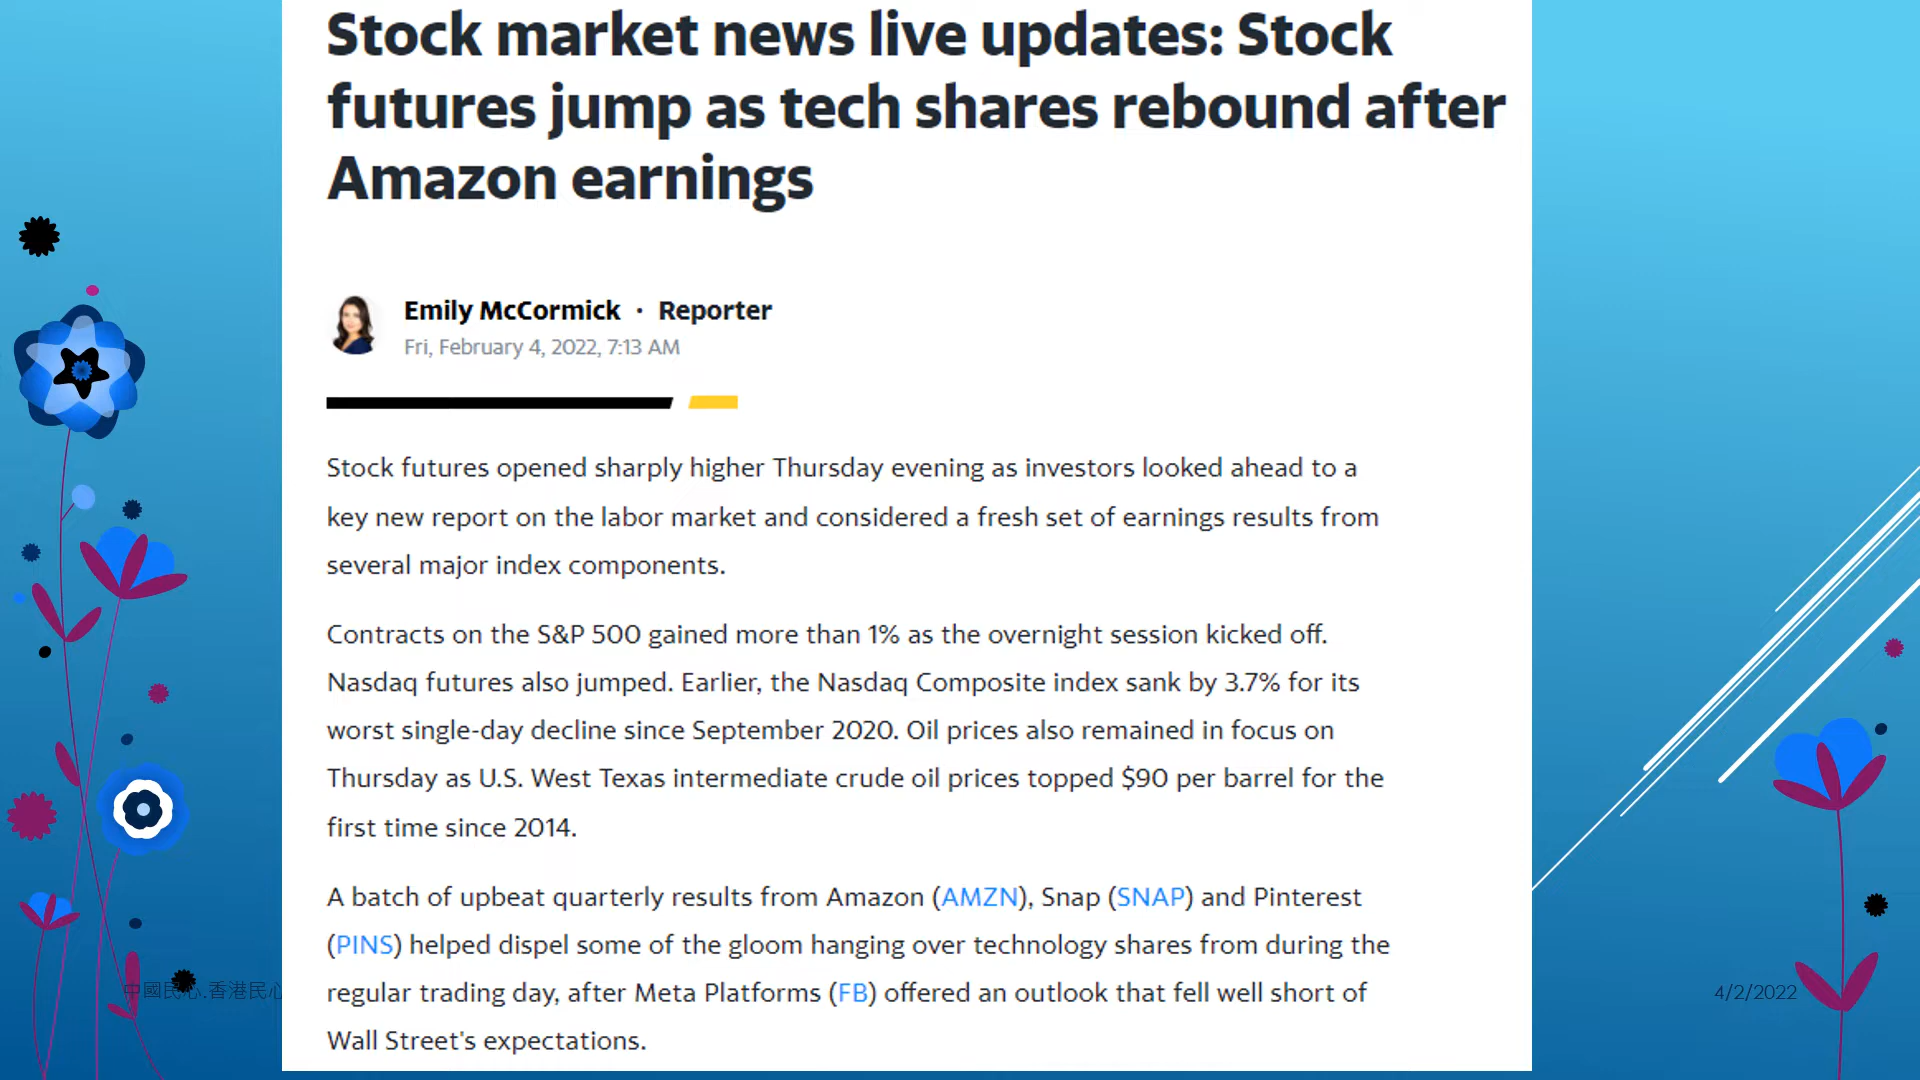 Stock market news live updates: Stock
futures jump as tech shares rebound after
Amazon earnings
Emily McCormick · Reporter
Fri, February 4, 2022, 7:13 AM
Stock futures opened sharply higher Thursday evening as investors looked ahead to a
key new report on the labor market and considered a fresh set of earnings results from
several major index components.
Contracts on the S&P 500 gained more than 1% as the overnight session kicked off.
Nasdaq futures also jumped. Earlier, the Nasdaq Composite index sank by 3.7% for its
worst single-day decline since September 2020. Oil prices also remained in focus on
Thursday as U.S. West Texas intermediate crude oil prices topped $90 per barrel for the
first time since 2014.
A batch of upbeat quarterly results from Amazon (AMZN), Snap (SNAP) and Pinterest
(PINS) helped dispel some of the gloom hanging over technology shares from during the
regular trading day, after Meta Platforms (FB) offered an outlook that fell well short of
Wall Street's expectations.
中國民心.香港民心
4/2/2022